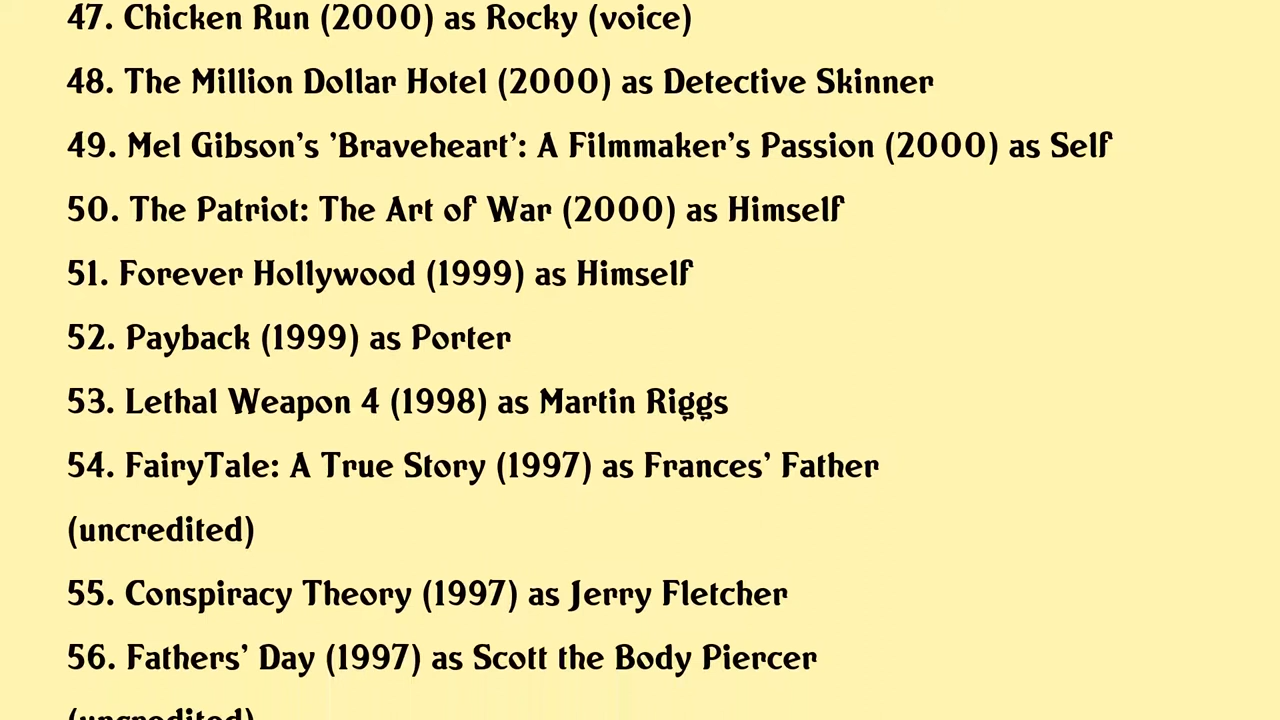 47. Chicken Run (2000) as Rocky (voice)
48. The Million Dollar Hotel (2000) as Detective Skinner
49. Mel Gibson's 'Braveheart': A Filmmaker's Passion (2000) as Self
50. The Patriot: The Art of War (2000) as Himself
51. Forever Hollywood (1999) as Himself
52. Payback (1999) as Porter
53. Lethal Weapon 4 (1998) as Martin Riggs
54. FairyTale: A True Story (1997) as Frances' Father
(uncredited)
55. Conspiracy Theory (1997) as Jerry Fletcher
56. Fathers' Day (1997) as Scott the Body Piercer
(uncredited)